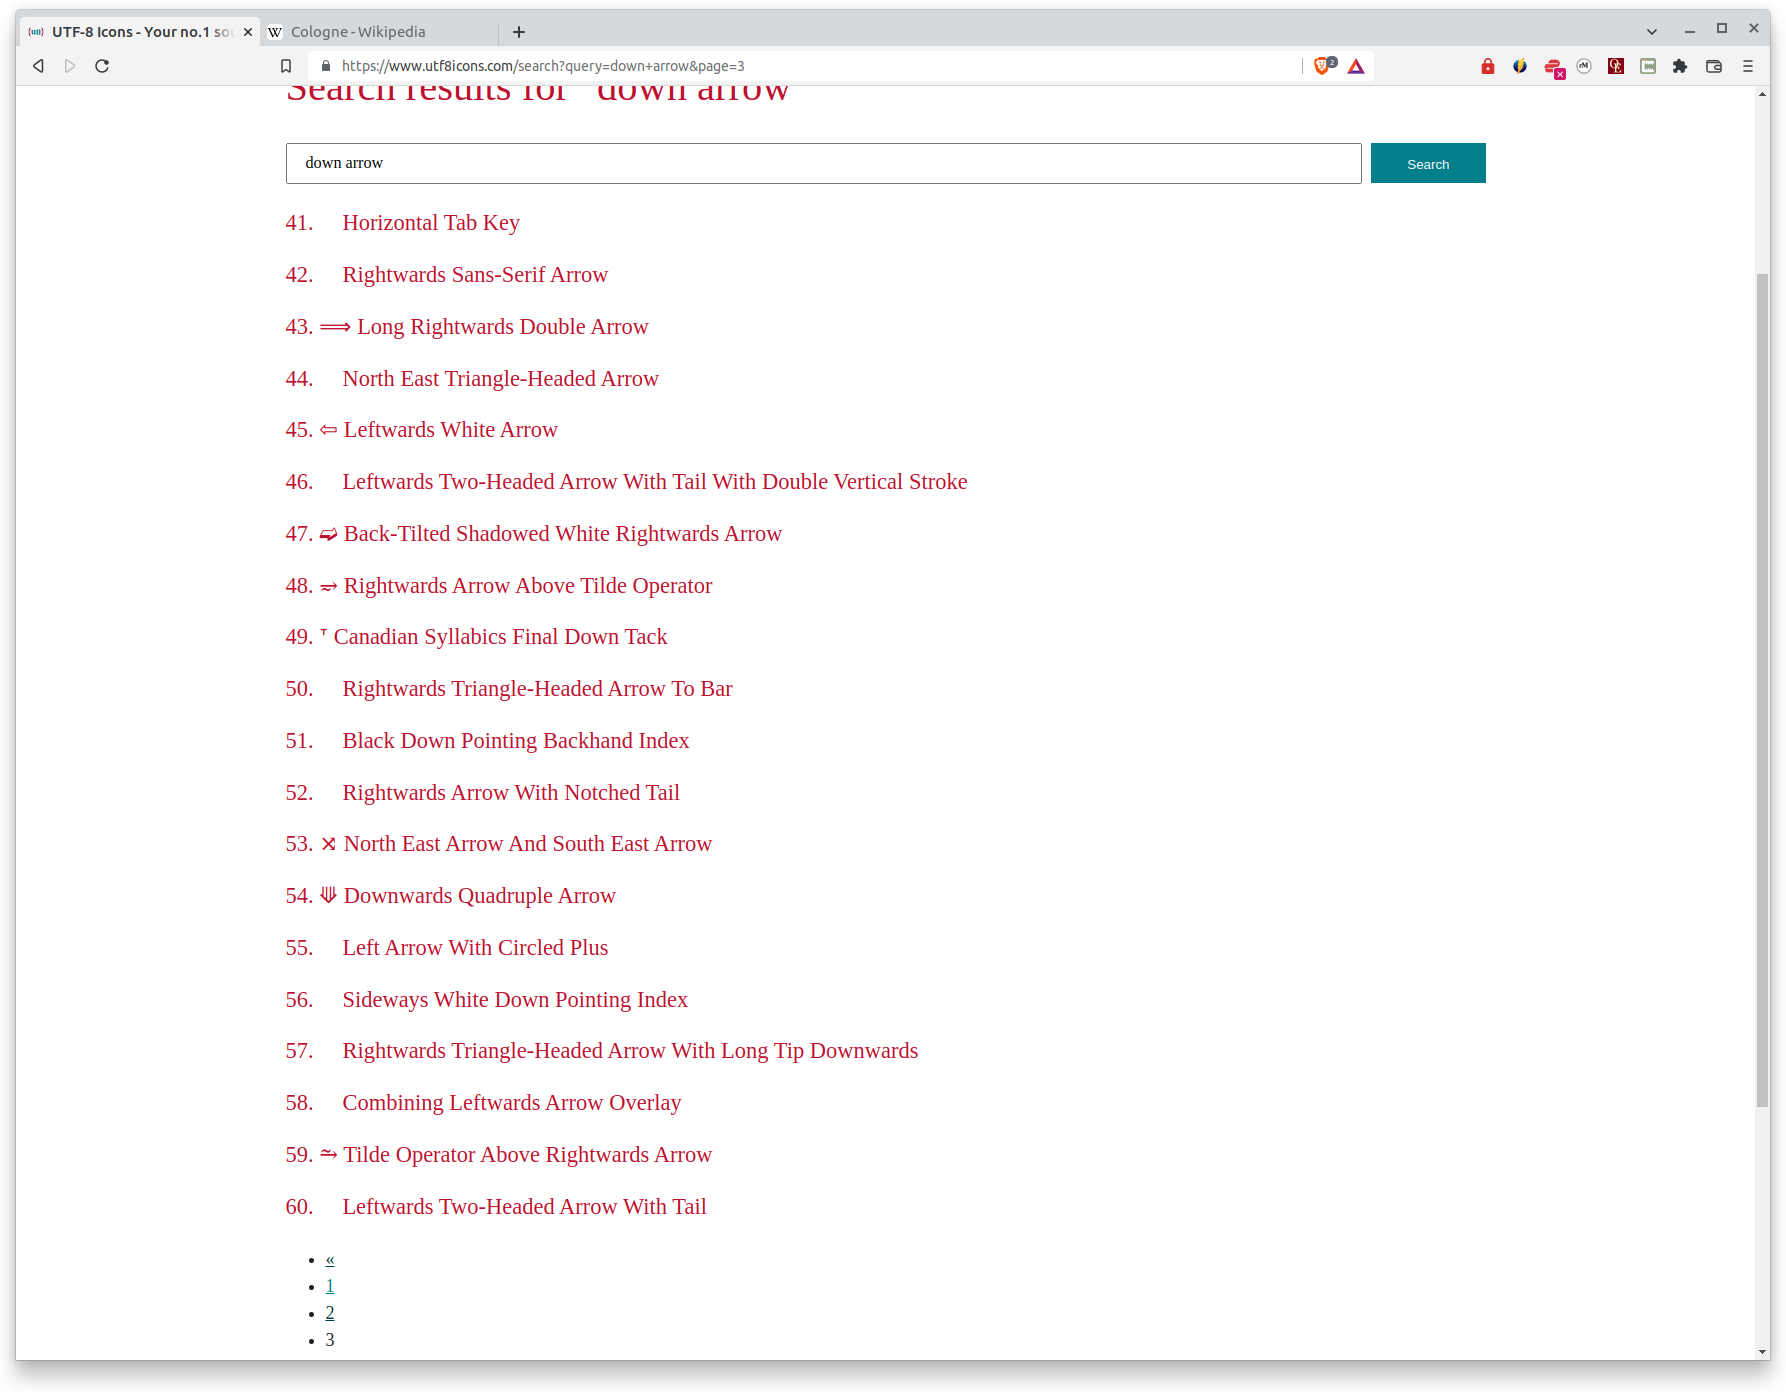 UTF-8 Icons - Your no.1 sou
Cologne - Wikipedia
https://www.utf8icons.com/search?query=down+arrow&page=3
2
Search results for "down arrow
down arrow
Search
41. Horizontal Tab Key
42. Rightwards Sans-Serif Arrow
43. ⟹ Long Rightwards Double Arrow
44. North East Triangle-Headed Arrow
45. ⇦ Leftwards White Arrow
46. Leftwards Two-Headed Arrow With Tail With Double Vertical Stroke
47. ➫ Back-Tilted Shadowed White Rightwards Arrow
48. ⥵ Rightwards Arrow Above Tilde Operator
49. ᐪ Canadian Syllabics Final Down Tack
50. Rightwards Triangle-Headed Arrow To Bar
51. Black Down Pointing Backhand Index
52. Rightwards Arrow With Notched Tail
53. ⤨ North East Arrow And South East Arrow
54. ⟱ Downwards Quadruple Arrow
55. Left Arrow With Circled Plus
56. Sideways White Down Pointing Index
57. Rightwards Triangle-Headed Arrow With Long Tip Downwards
58. Combining Leftwards Arrow Overlay
59. ⥲ Tilde Operator Above Rightwards Arrow
60. Leftwards Two-Headed Arrow With Tail
• «
• 1
• 2
• 3